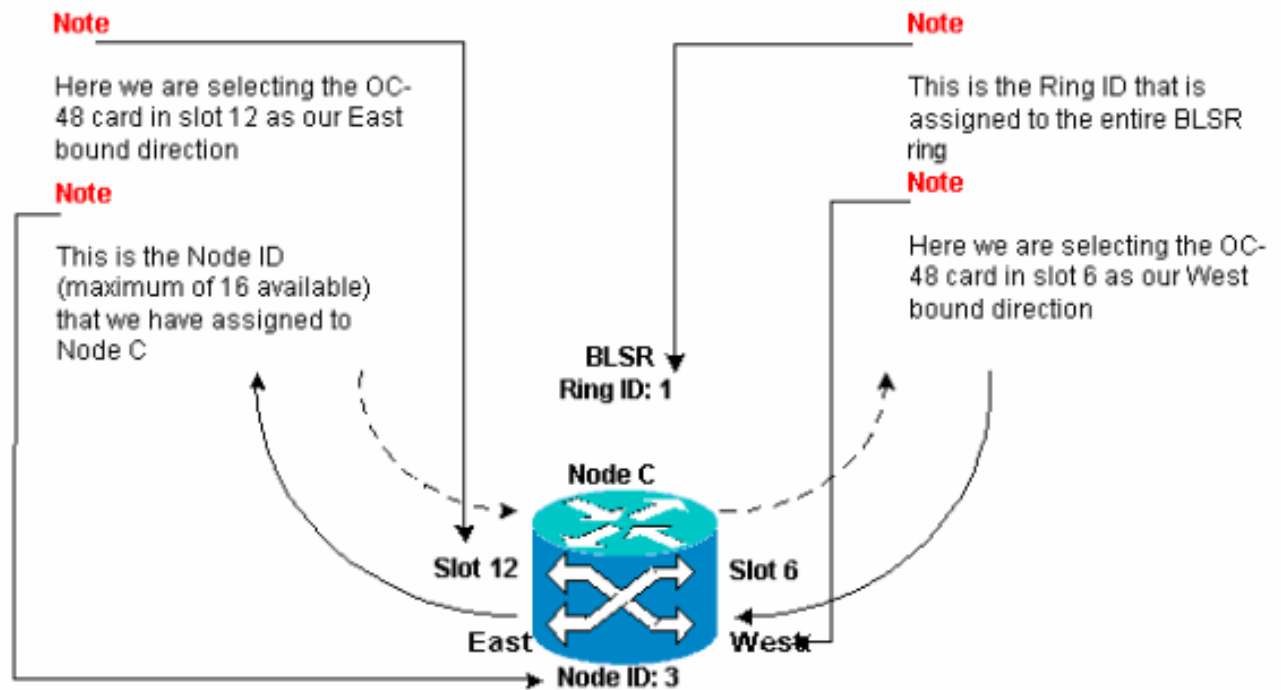 Note
Here we are selecting the OC-
48 card in slot 12 as our East
bound direction
Note
This is the Node ID
(maximum of 16 available)
that we have assigned to
Node C
Note
This is the Ring ID that is
assigned to the entire BLSR
ring
Note
Here we are selecting the OC-
48 card in slot 6 as our West
bound direction
BLSR
Ring ID: 1
Node C
Slot 12
Slot 6
East
West
Node ID: 3